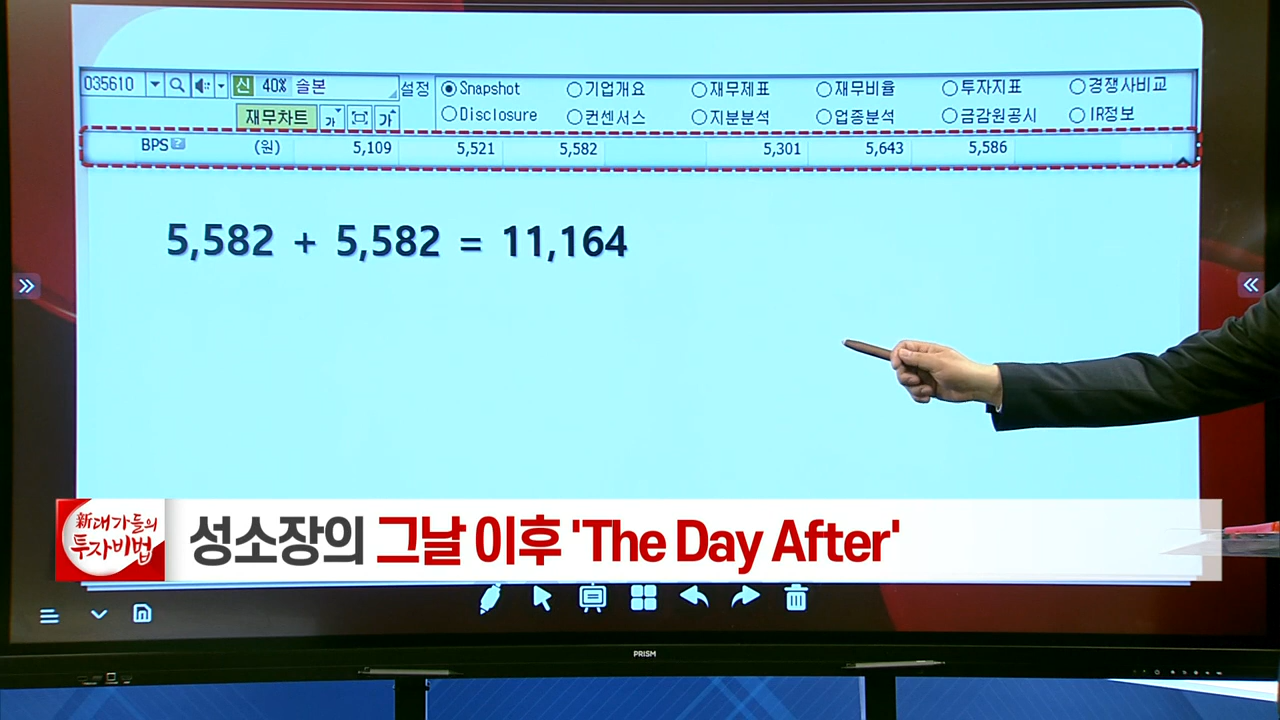 035610 신 40% 솔본 설정 Snapshot 기업개요 재무제표 재무비율 투자지표 경쟁사비교
재무차트 가 가 Disclosure 컨센서스 지분분석 업종분석 금감원공시 IR정보
BPS ? (원) 5,109 5,521 5,582 5,301 5,643 5,586
5,582 + 5,582 = 11,164
新대가들의
투자비법
성소장의 그날 이후 'The Day After'
PRISM